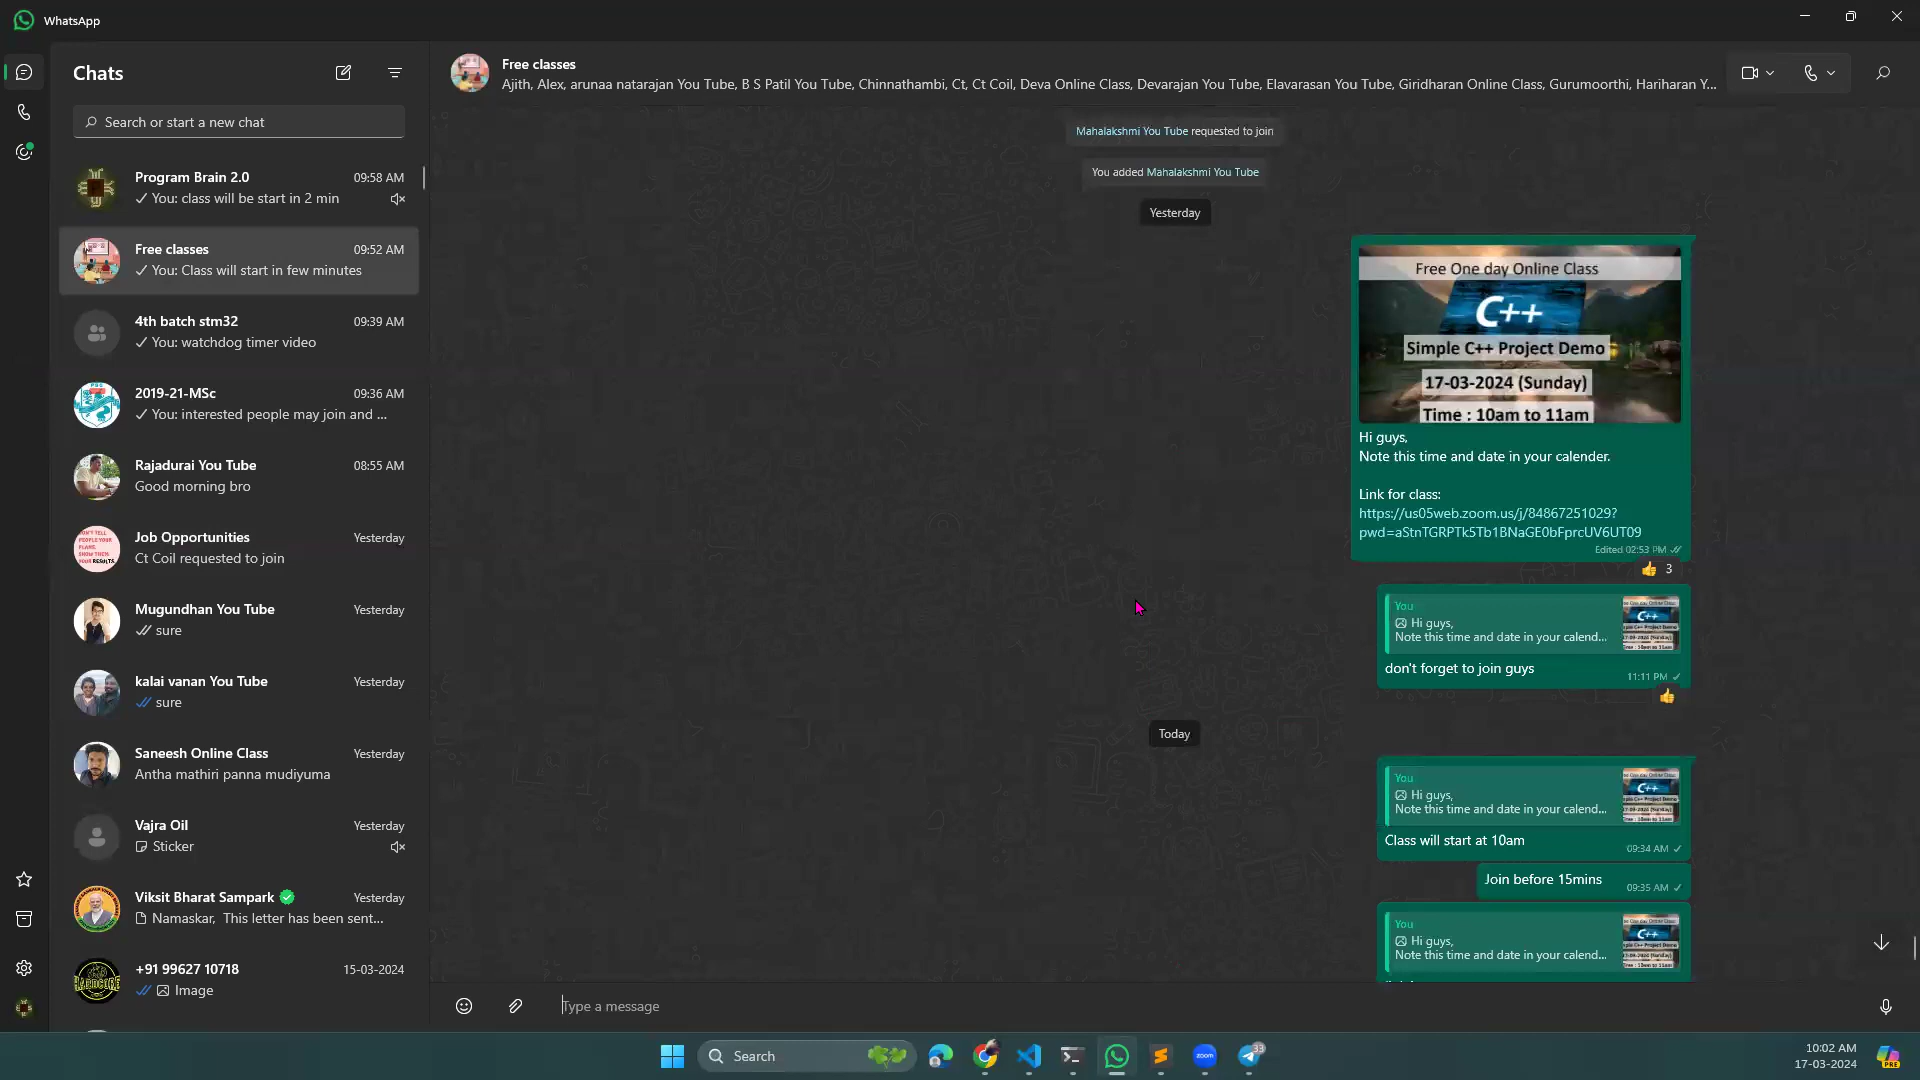 WhatsApp
Chats
Search or start a new chat
Program Brain 2.0
09:58 AM
You: class will be start in 2 min
Free classes
09:52 AM
You: Class will start in few minutes
4th batch stm32
09:39 AM
You: watchdog timer video
2019-21-MSc
09:36 AM
You: interested people may join and ...
Rajadurai You Tube
08:55 AM
Good morning bro
Job Opportunities
Yesterday
Ct Coil requested to join
Mugundhan You Tube
Yesterday
sure
kalai vanan You Tube
Yesterday
sure
Saneesh Online Class
Yesterday
Antha mathiri panna mudiyuma
Vajra Oil
Yesterday
Sticker
Viksit Bharat Sampark
Yesterday
Namaskar, This letter has been sent...
+91 99627 10718
15-03-2024
Image
Free classes
Ajith, Alex, arunaa natarajan You Tube, B S Patil You Tube, Chinnathambi, Ct, Ct Coil, Deva Online Class, Devarajan You Tube, Elavarasan You Tube, Giridharan Online Class, Gurumoorthi, Hariharan Y...
Mahalakshmi You Tube requested to join
You added Mahalakshmi You Tube
Yesterday
Free One day Online Class
C++
Simple C++ Project Demo
17-03-2024 (Sunday)
Time : 10am to 11am
Hi guys,
Note this time and date in your calender.
Link for class:
https://us05web.zoom.us/j/84867251029?
pwd=aStnTGRPTk5Tb1BNaGE0bFprcUV6UT09
Edited 02:53 PM
👍 3
You
Hi guys,
Note this time and date in your calend...
don't forget to join guys
11:11 PM
👍
Today
You
Hi guys,
Note this time and date in your calend...
Class will start at 10am
09:34 AM
Join before 15mins
09:35 AM
You
Hi guys,
Note this time and date in your calend...
Type a message
Search
zoom
33
10:02 AM
17-03-2024
PRE